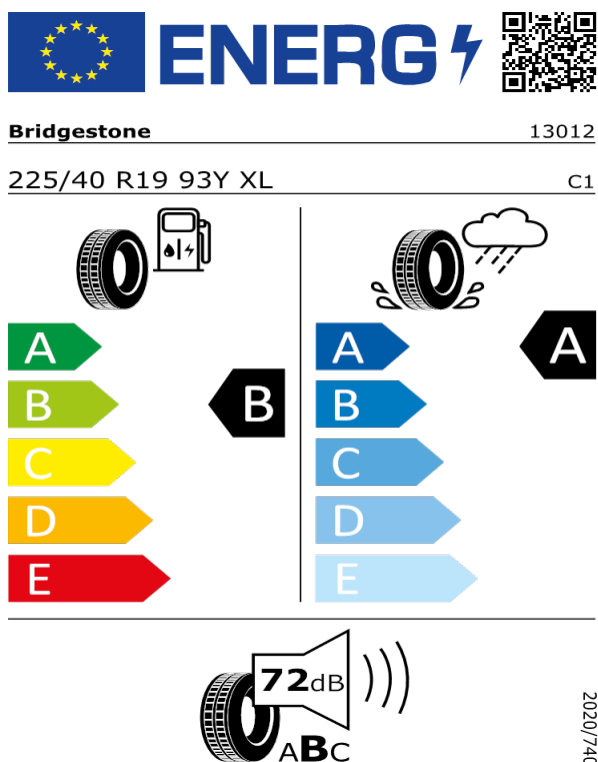 ENERG
Bridgestone 13012
225/40 R19 93Y XL C1
A A A
B B B
C C
D D
E E
72dB
ABC
2020/740